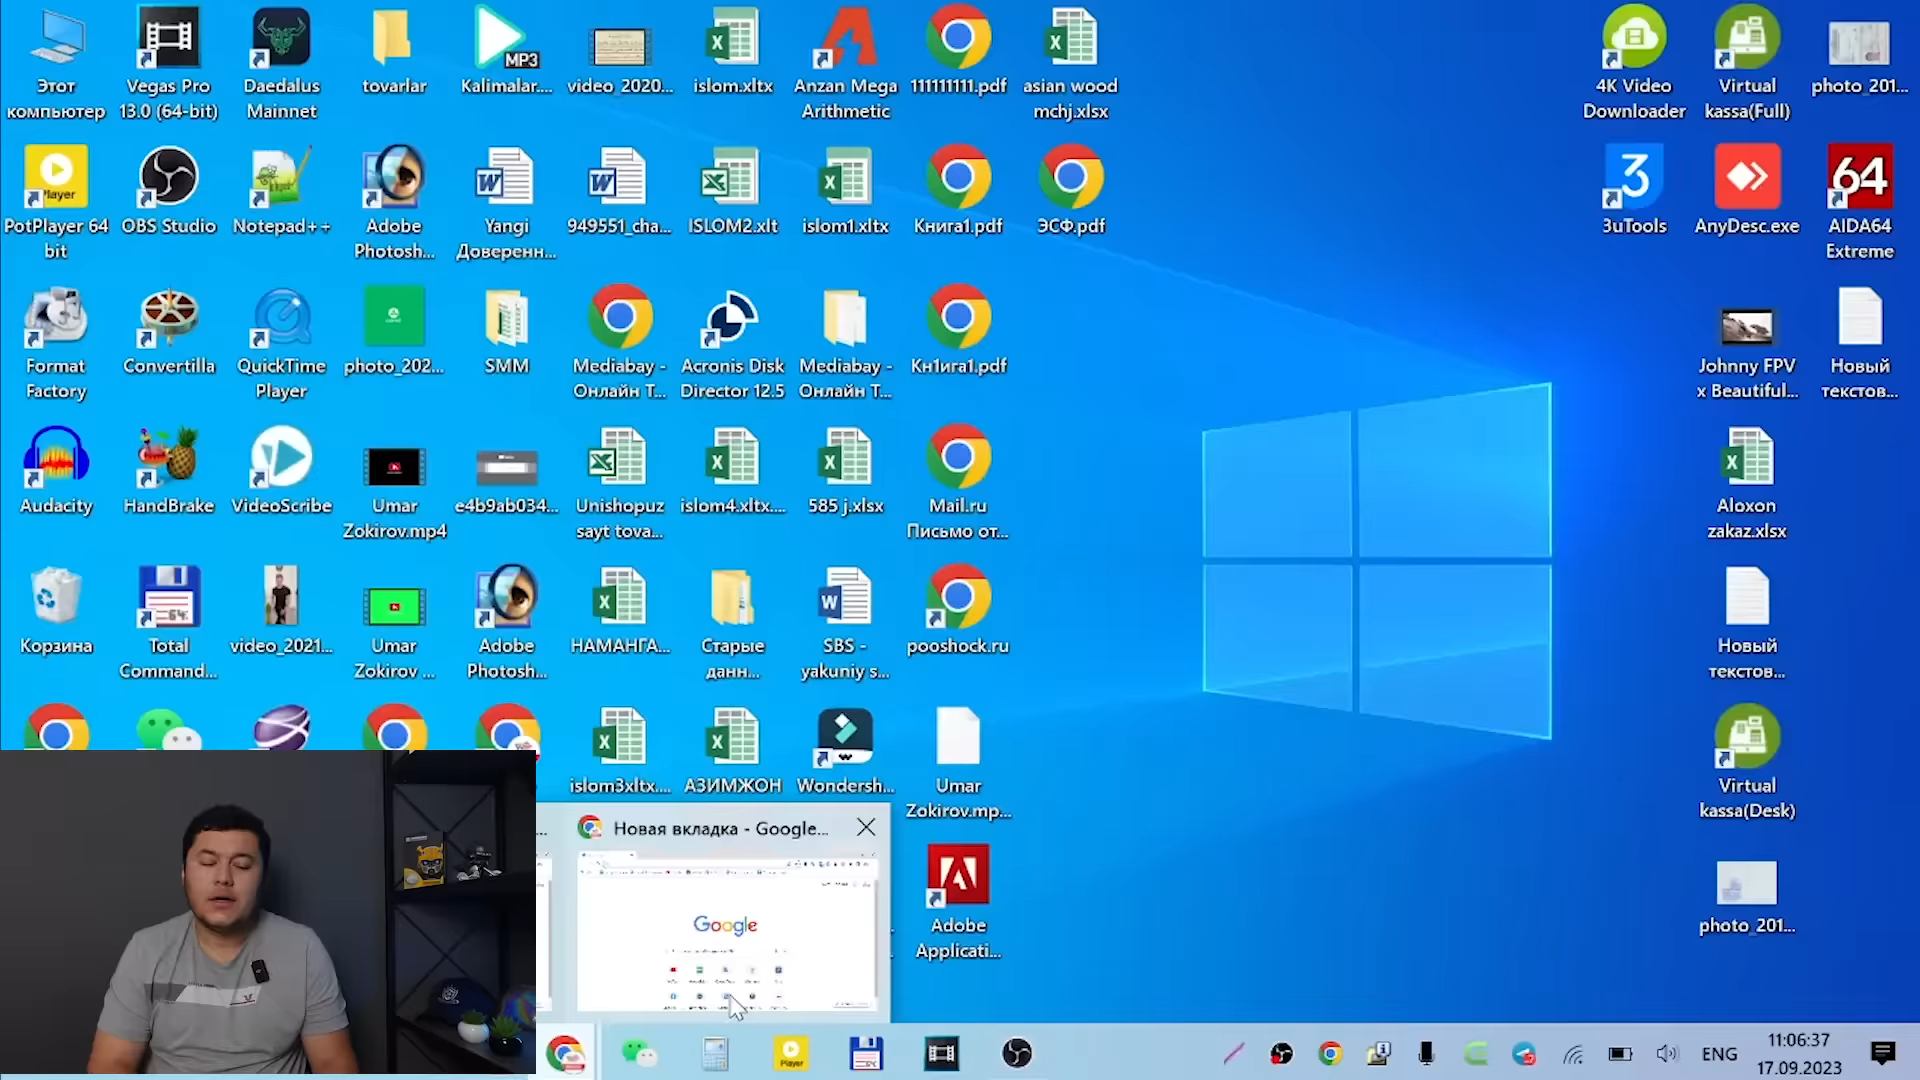 Этот
компьютер
Vegas Pro
13.0 (64-bit)
Daedalus
Mainnet
tovarlar
MP3
Kalimalar....
video_2020...
islom.xltx
Anzan Mega
Arithmetic
111111111.pdf
asian wood
mchj.xlsx
4K Video
Downloader
Virtual
kassa(Full)
photo_201...
Player
PotPlayer 64
bit
OBS Studio
Notepad++
Adobe
Photosh...
Yangi
Доверенн...
949551_cha...
ISLOM2.xlt
islom1.xltx
Книга1.pdf
ЭСФ.pdf
3
3uTools
AnyDesc.exe
64
AIDA64
Extreme
Format
Factory
Convertilla
QuickTime
Player
photo_202...
SMM
Mediabay -
Онлайн Т...
Acronis Disk
Director 12.5
Mediabay -
Онлайн Т...
Кн1ига1.pdf
Johnny FPV
x Beautiful...
Новый
текстов...
Audacity
HandBrake
VideoScribe
Umar
Zokirov.mp4
e4b9ab034...
Unishopuz
sayt tova...
islom4.xltx....
585 j.xlsx
Mail.ru
Письмо от...
Aloxon
zakaz.xlsx
Корзина
64
Total
Command...
video_2021...
Umar
Zokirov ...
Adobe
Photosh...
НАМАНГА...
Старые
данн...
SBS -
yakuniy s...
pooshock.ru
Новый
текстов...
islom3xltx....
АЗИМЖОН
Wondersh...
Umar
Zokirov.mp...
Virtual
kassa(Desk)
Новая вкладка - Google...
Google
Adobe
Applicati...
photo_201...
Player
ENG
11:06:37
17.09.2023